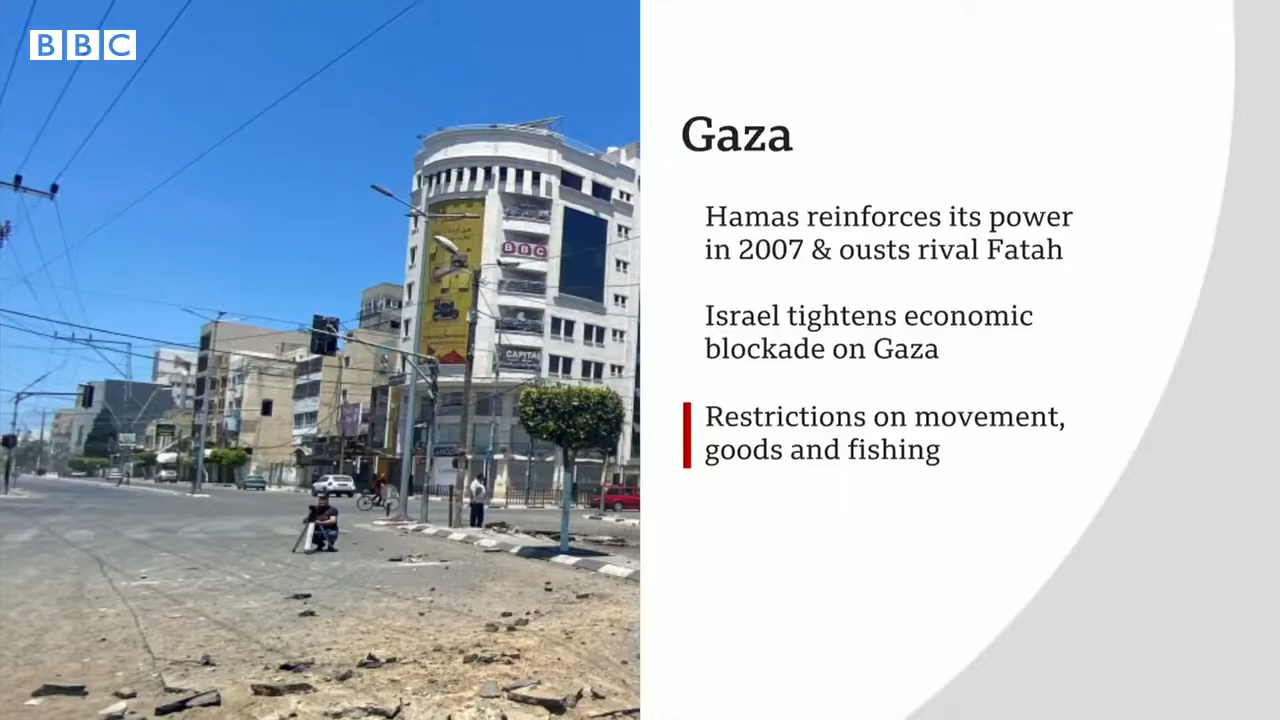 BBC
BBC
CAPITAL
Gaza
Hamas reinforces its power
in 2007 & ousts rival Fatah
Israel tightens economic
blockade on Gaza
Restrictions on movement,
goods and fishing